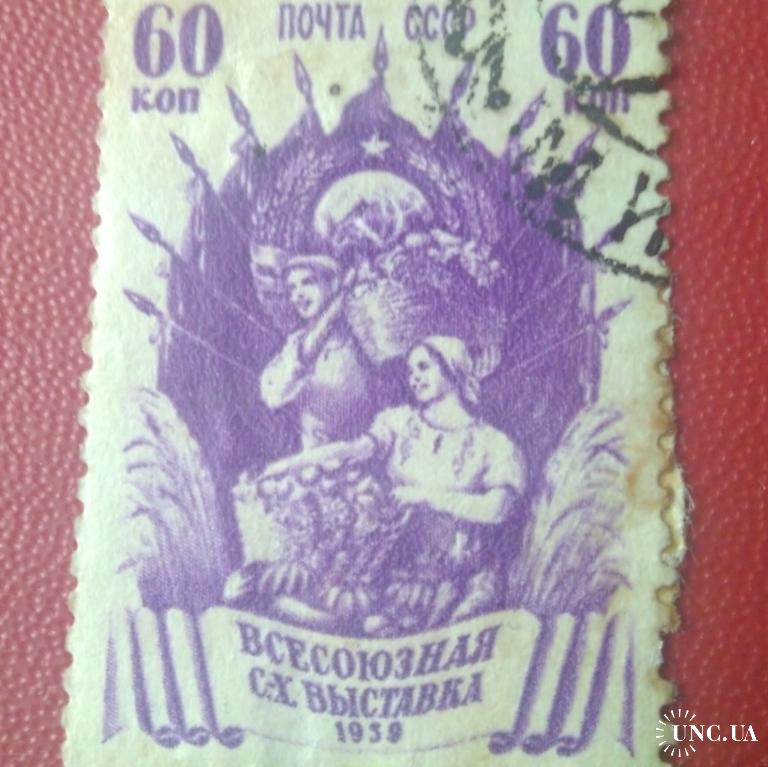 60 ПОЧТА СССР 60
коп коп
ВСЕСОЮЗНАЯ
С.-Х. ВЫСТАВКА
1939
UNC.UA